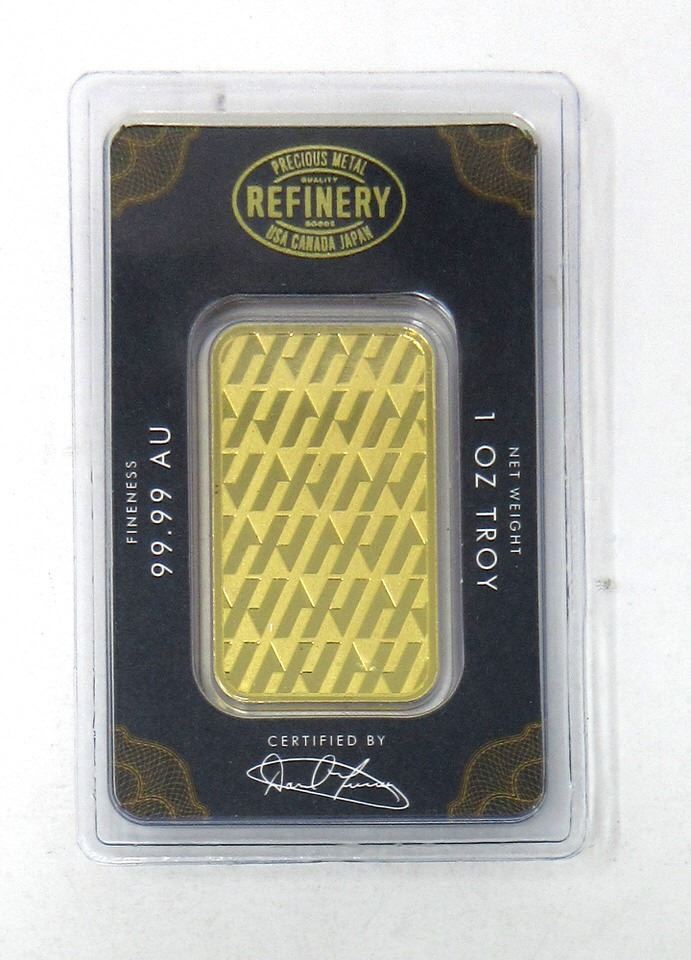 PRECIOUS METAL
QUALITY
REFINERY
GOODS
USA CANADA JAPAN
FINENESS
99.99 AU
NET WEIGHT
1 OZ TROY
CERTIFIED BY